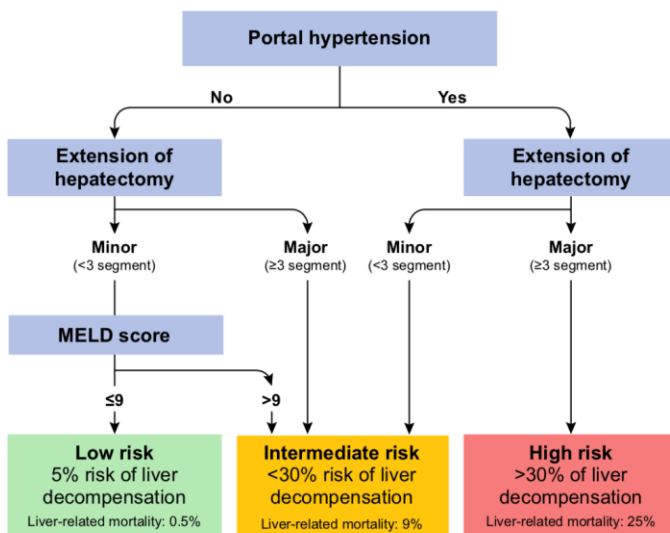 Portal hypertension
No
Yes
Extension of
hepatectomy
Extension of
hepatectomy
Minor
(<3 segment)
Major
(≥3 segment)
Minor
(<3 segment)
Major
(≥3 segment)
MELD score
≤9
>9
Low risk
5% risk of liver
decompensation
Liver-related mortality: 0.5%
Intermediate risk
<30% risk of liver
decompensation
Liver-related mortality: 9%
High risk
>30% of liver
decompensation
Liver-related mortality: 25%